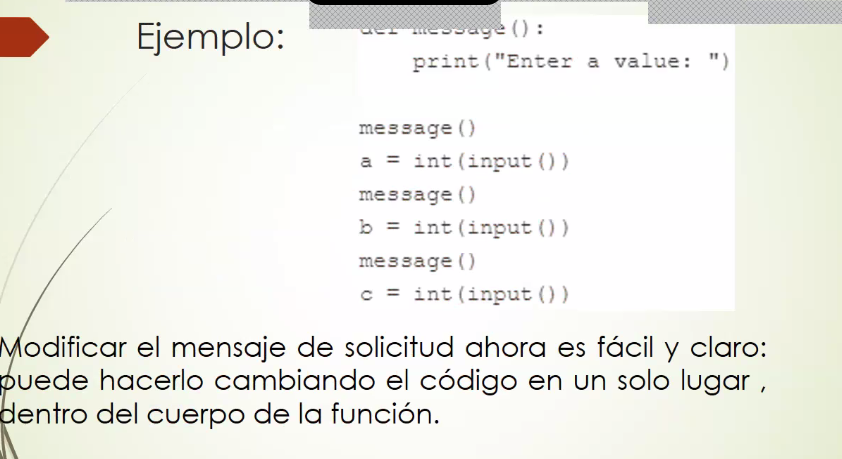 Ejemplo:
def message():
    print("Enter a value: ")
message()
a = int(input())
message()
b = int(input())
message()
c = int(input())
Modificar el mensaje de solicitud ahora es fácil y claro:
puede hacerlo cambiando el código en un solo lugar ,
dentro del cuerpo de la función.